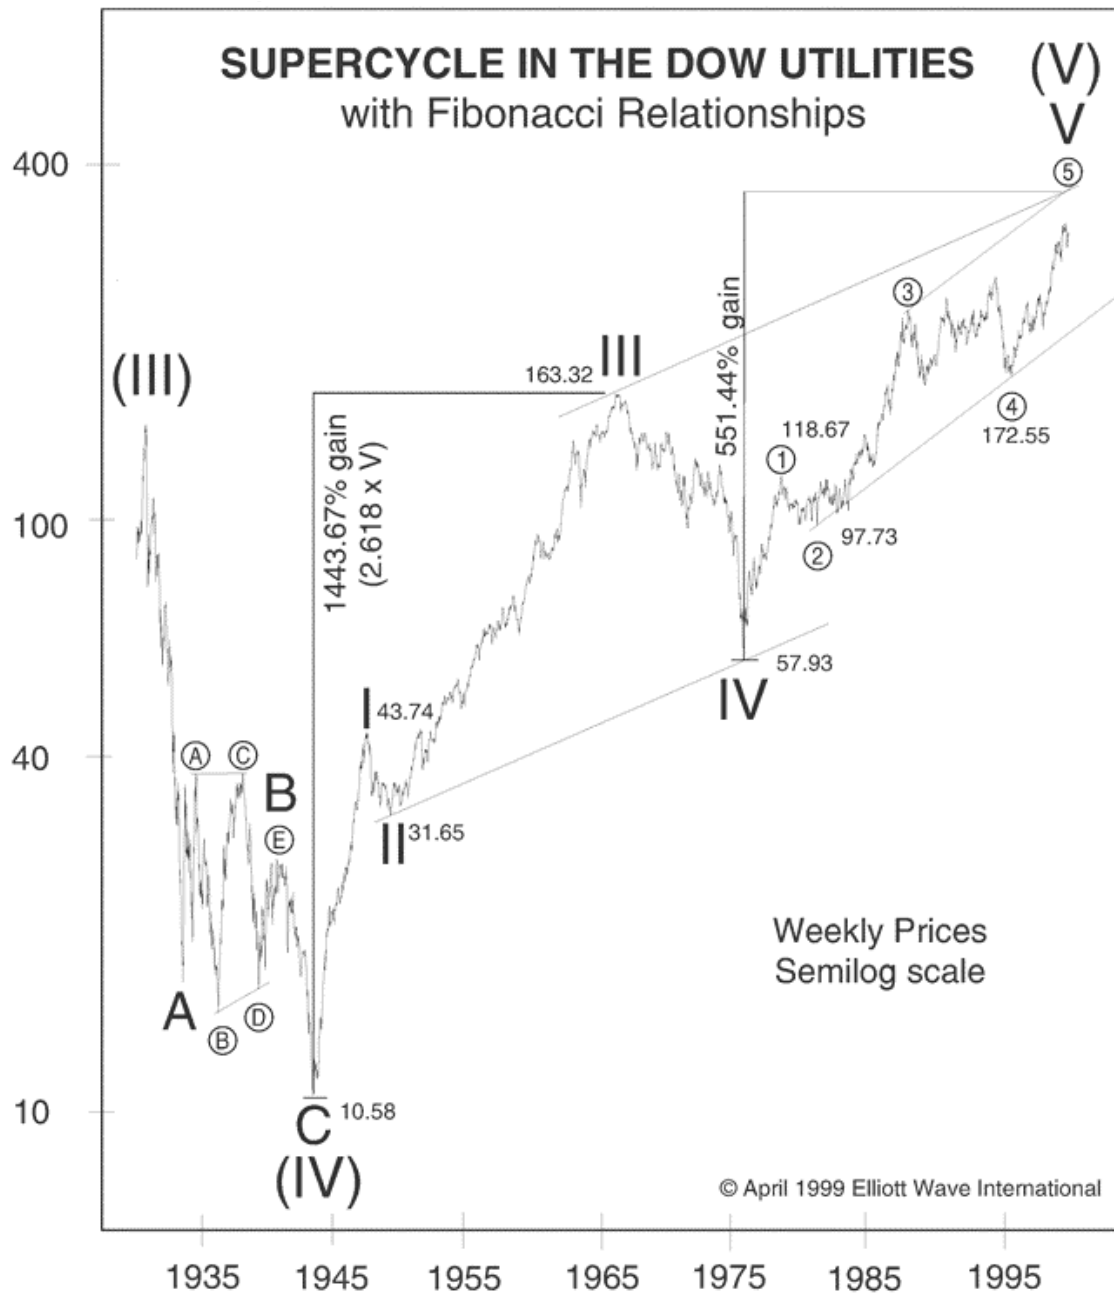 SUPERCYCLE IN THE DOW UTILITIES
with Fibonacci Relationships
(V)
V
⑤
400
③
551.44% gain
(III)
163.32
III
④
172.55
118.67
①
1443.67% gain
(2.618 x V)
100
②
97.73
57.93
IV
I
43.74
40
Ⓐ
Ⓒ
B
Ⓔ
II
31.65
Weekly Prices
Semilog scale
A
Ⓑ
Ⓓ
10
C
10.58
(IV)
© April 1999 Elliott Wave International
1935
1945
1955
1965
1975
1985
1995